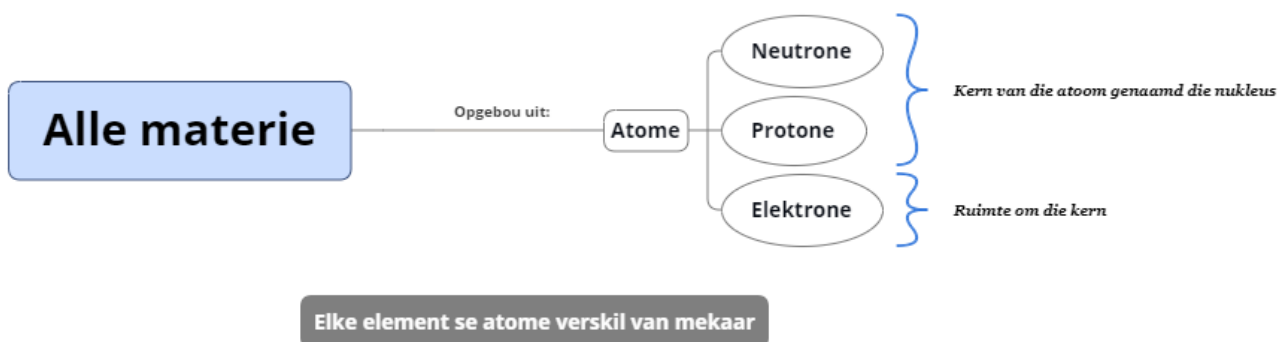 Alle materie
Opgebou uit:
Atome
Neutrone
Protone
Elektrone
Kern van die atoom genaamd die nukleus
Ruimte om die kern
Elke element se atome verskil van mekaar